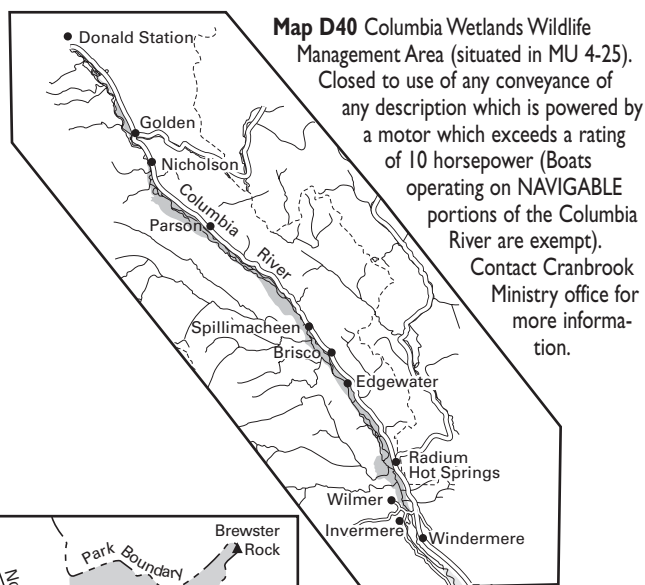 Map D40 Columbia Wetlands Wildlife
Management Area (situated in MU 4-25).
Closed to use of any conveyance of
any description which is powered by
a motor which exceeds a rating
of 10 horsepower (Boats
operating on NAVIGABLE
portions of the Columbia
River are exempt).
Contact Cranbrook
Ministry office for
more informa-
tion.
Donald Station
Golden
Nicholson
Columbia
River
Parson
Spillimacheen
Brisco
Edgewater
Radium
Hot Springs
Wilmer
Invermere
Windermere
Brewster
Rock
Park Boundary